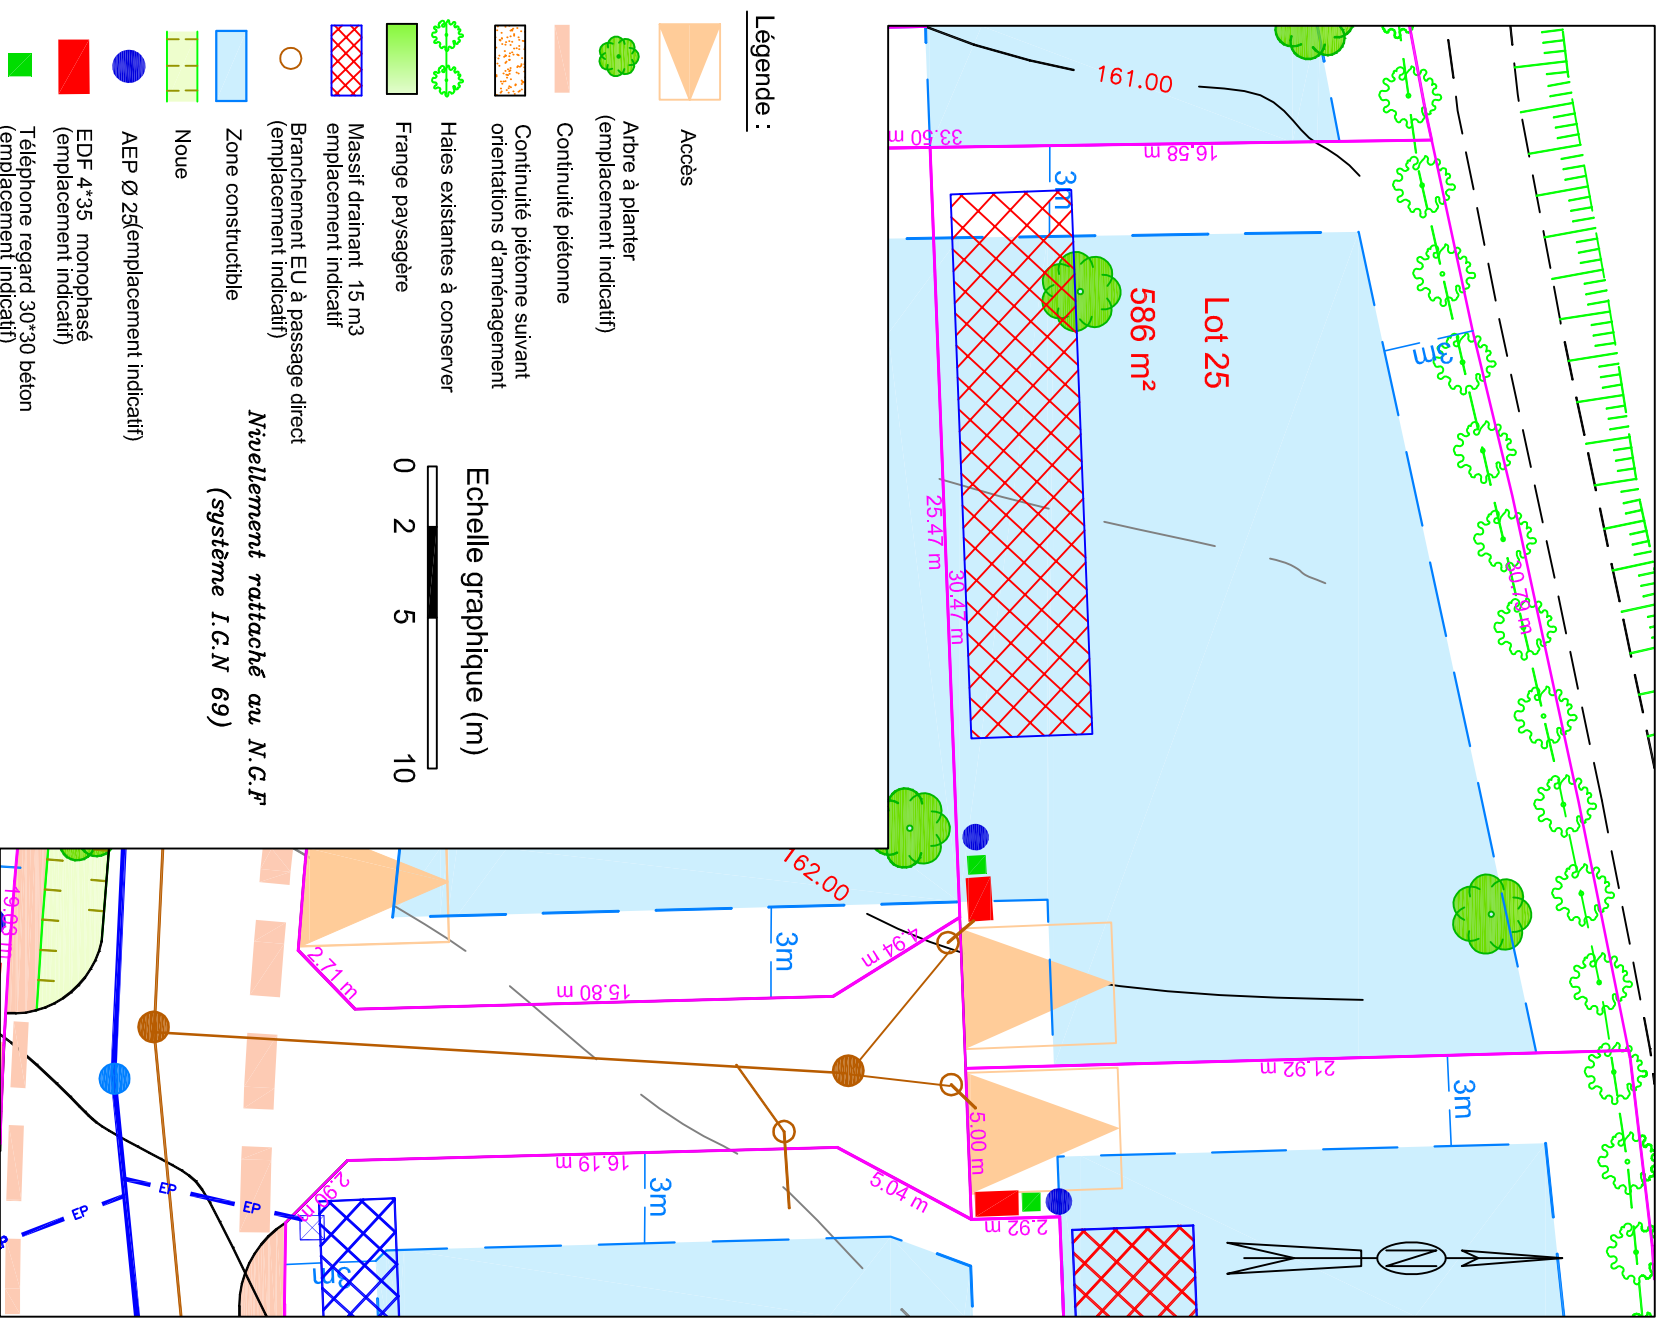 Légende :
Accès
Arbre à planter
(emplacement indicatif)
Continuité piétonne
Continuité piétonne suivant
orientations d'aménagement
Haies existantes à conserver
Frange paysagère
Massif drainant 15 m3
emplacement indicatif
Branchement EU à passage direct
(emplacement indicatif)
Zone constructible
Noue
AEP Ø 25(emplacement indicatif)
EDF 4*35 monophasé
(emplacement indicatif)
Téléphone regard 30*30 béton
(emplacement indicatif)
Echelle graphique (m)
0 2 5 10
Nivellement rattaché au N.G.F
(système I.G.N 69)
Lot 25
586 m²
161.00
33.50 m
16.58 m
3m
3m
25.47 m
30.47 m
162.00
4.94 m
3m
2.71 m
15.80 m
21.92 m
3m
5.00 m
16.19 m
5.04 m
2.92 m
2.90 m
3m
3m
EP
EP
EP
N